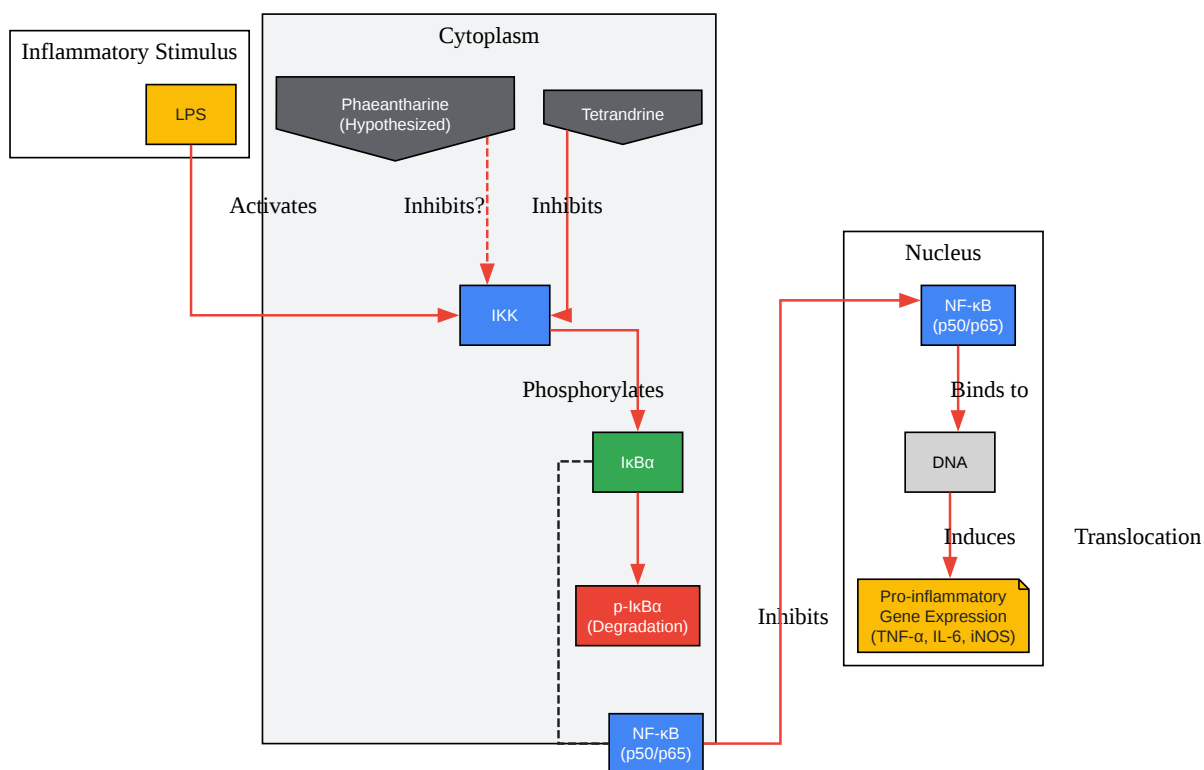 Cytoplasm
Inflammatory Stimulus
LPS
Phaeantharine
(Hypothesized)
Tetrandrine
Activates
Inhibits?
Inhibits
Nucleus
IKK
NF-κB
(p50/p65)
Phosphorylates
Binds to
IκBα
DNA
Induces
Translocation
p-IκBα
(Degradation)
Pro-inflammatory
Gene Expression
(TNF-α, IL-6, iNOS)
Inhibits
NF-κB
(p50/p65)